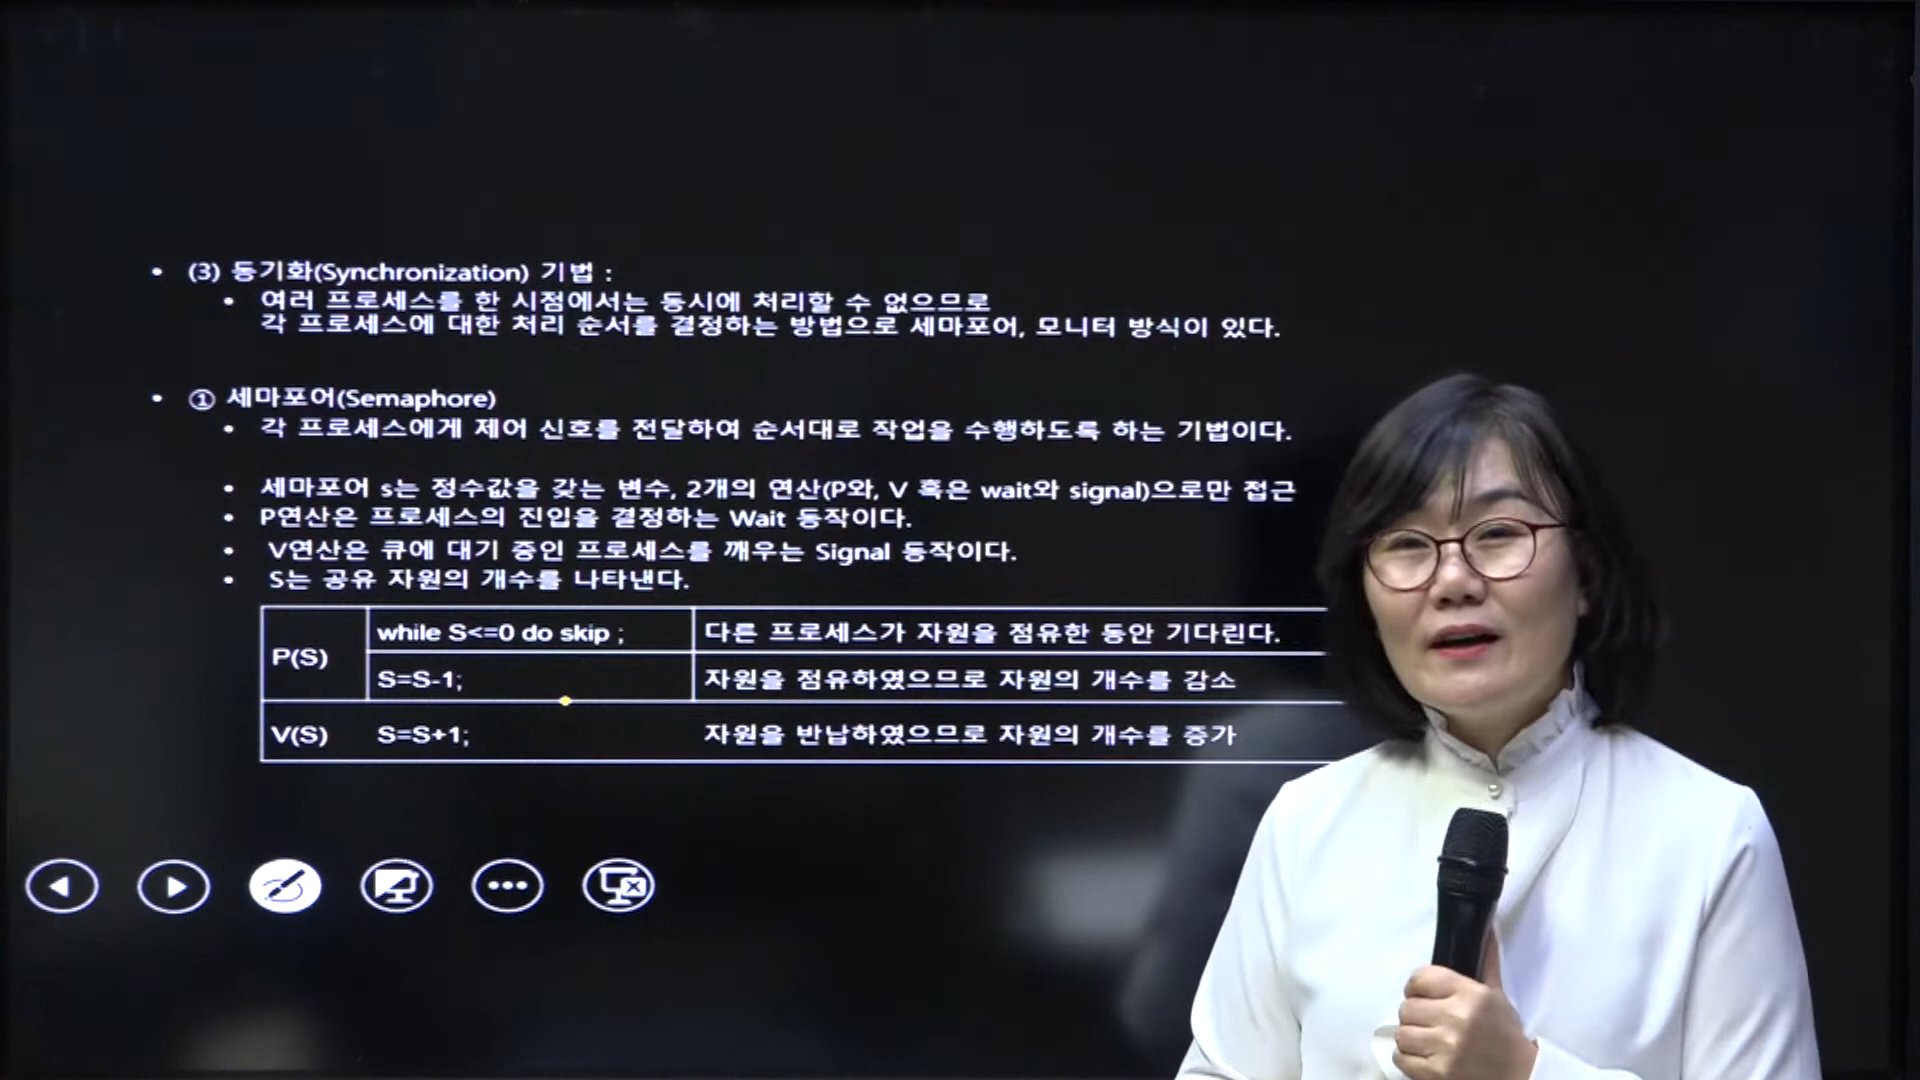 • (3) 동기화(Synchronization) 기법 :
• 여러 프로세스를 한 시점에서는 동시에 처리할 수 없으므로
각 프로세스에 대한 처리 순서를 결정하는 방법으로 세마포어, 모니터 방식이 있다.
• ① 세마포어(Semaphore)
• 각 프로세스에게 제어 신호를 전달하여 순서대로 작업을 수행하도록 하는 기법이다.
• 세마포어 s는 정수값을 갖는 변수, 2개의 연산(P와, V 혹은 wait와 signal)으로만 접근
• P연산은 프로세스의 진입을 결정하는 Wait 동작이다.
• V연산은 큐에 대기 중인 프로세스를 깨우는 Signal 동작이다.
• S는 공유 자원의 개수를 나타낸다.
P(S) while S<=0 do skip ; 다른 프로세스가 자원을 점유한 동안 기다린다.
S=S-1; 자원을 점유하였으므로 자원의 개수를 감소
V(S) S=S+1; 자원을 반납하였으므로 자원의 개수를 증가